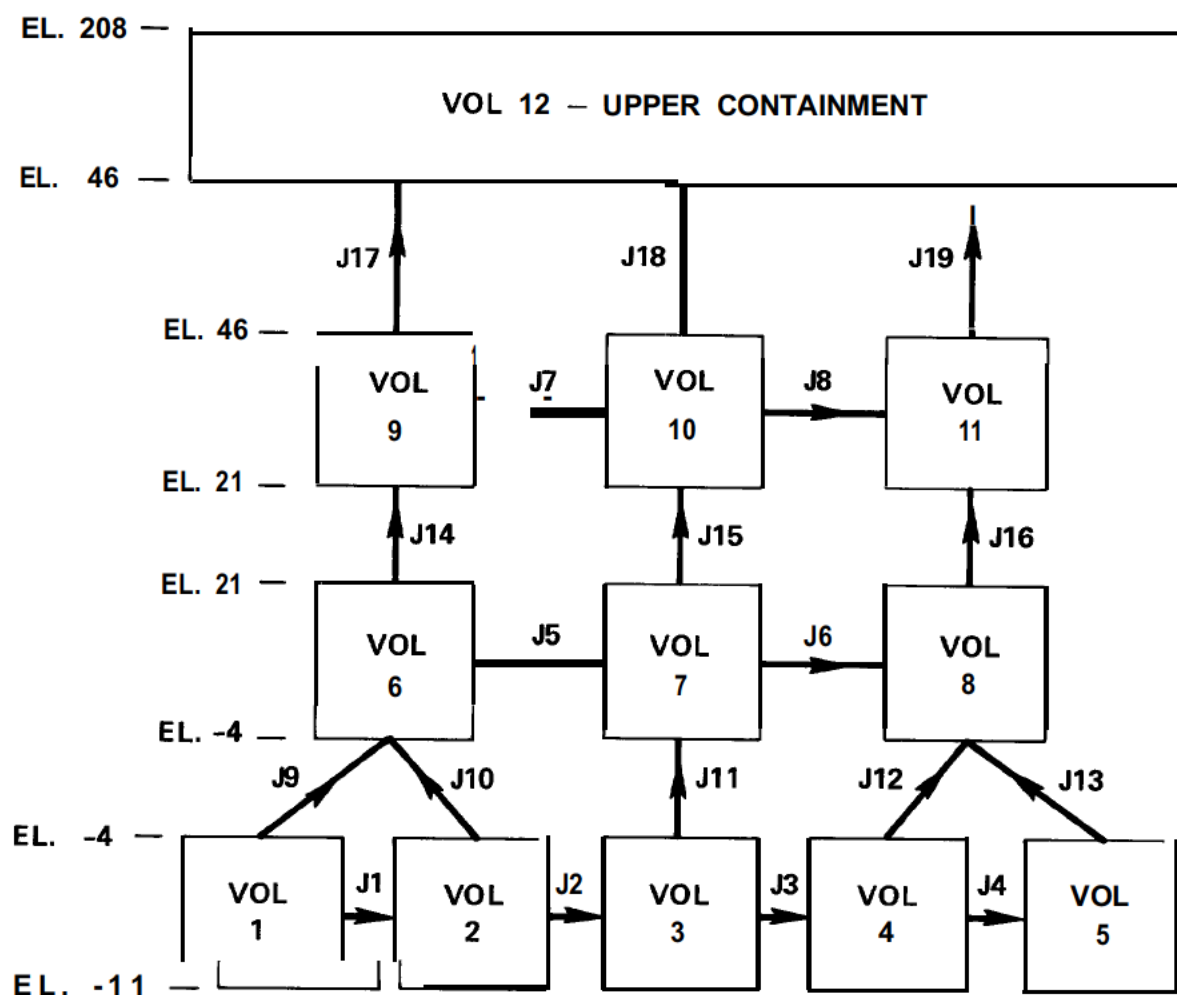 EL. 208 —
VOL 12 — UPPER CONTAINMENT
EL. 46 —
J17
J18
J19
EL. 46 —
VOL
9
J7
VOL
10
J8
VOL
11
EL. 21 —
J14
J15
J16
EL. 21 —
VOL
6
J5
VOL
7
J6
VOL
8
EL. -4 —
J9
J10
J11
J12
J13
EL. -4 —
VOL
1
J1
VOL
2
J2
VOL
3
J3
VOL
4
J4
VOL
5
EL. -11 —